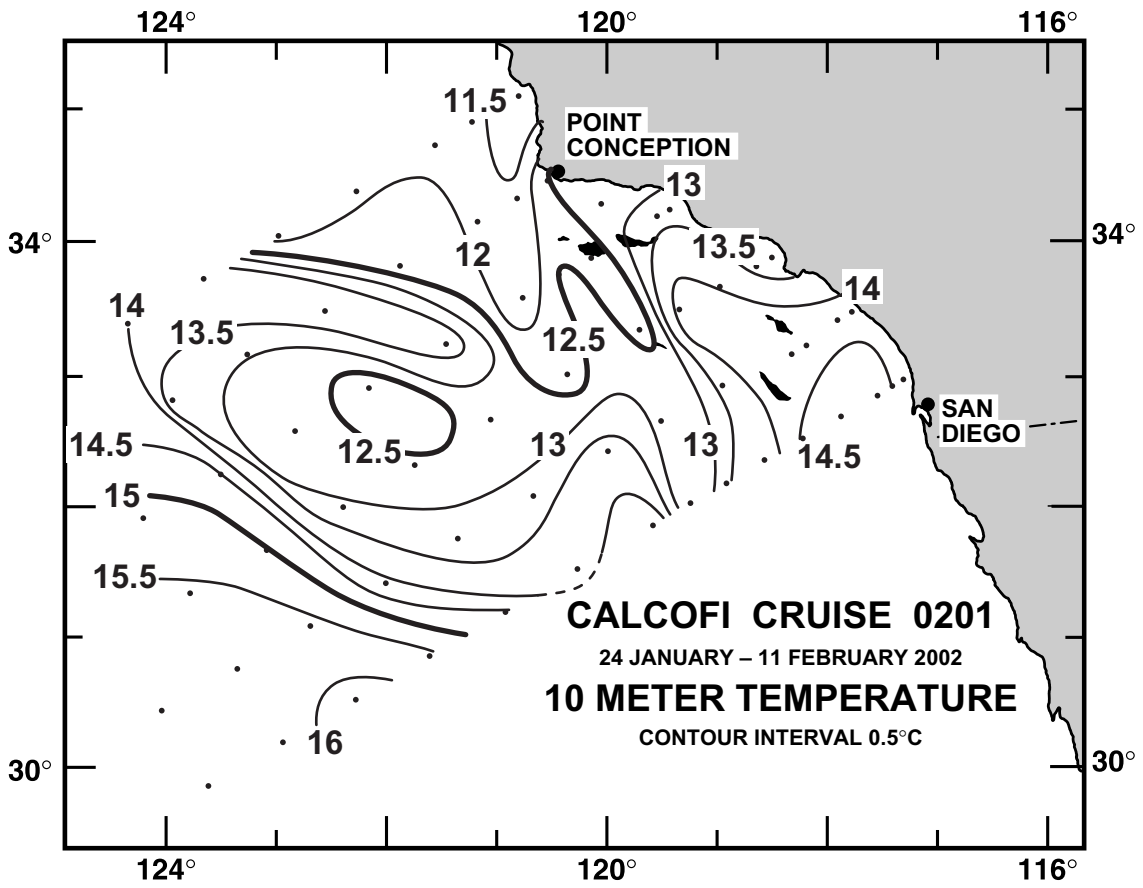 124° 120° 116°
11.5
POINT
CONCEPTION
13
34° 12 13.5 34°
14 14
13.5 12.5
SAN
DIEGO
14.5 12.5 13 13 14.5
15
15.5
CALCOFI CRUISE 0201
24 JANUARY – 11 FEBRUARY 2002
10 METER TEMPERATURE
CONTOUR INTERVAL 0.5°C
16
30° 30°
124° 120° 116°